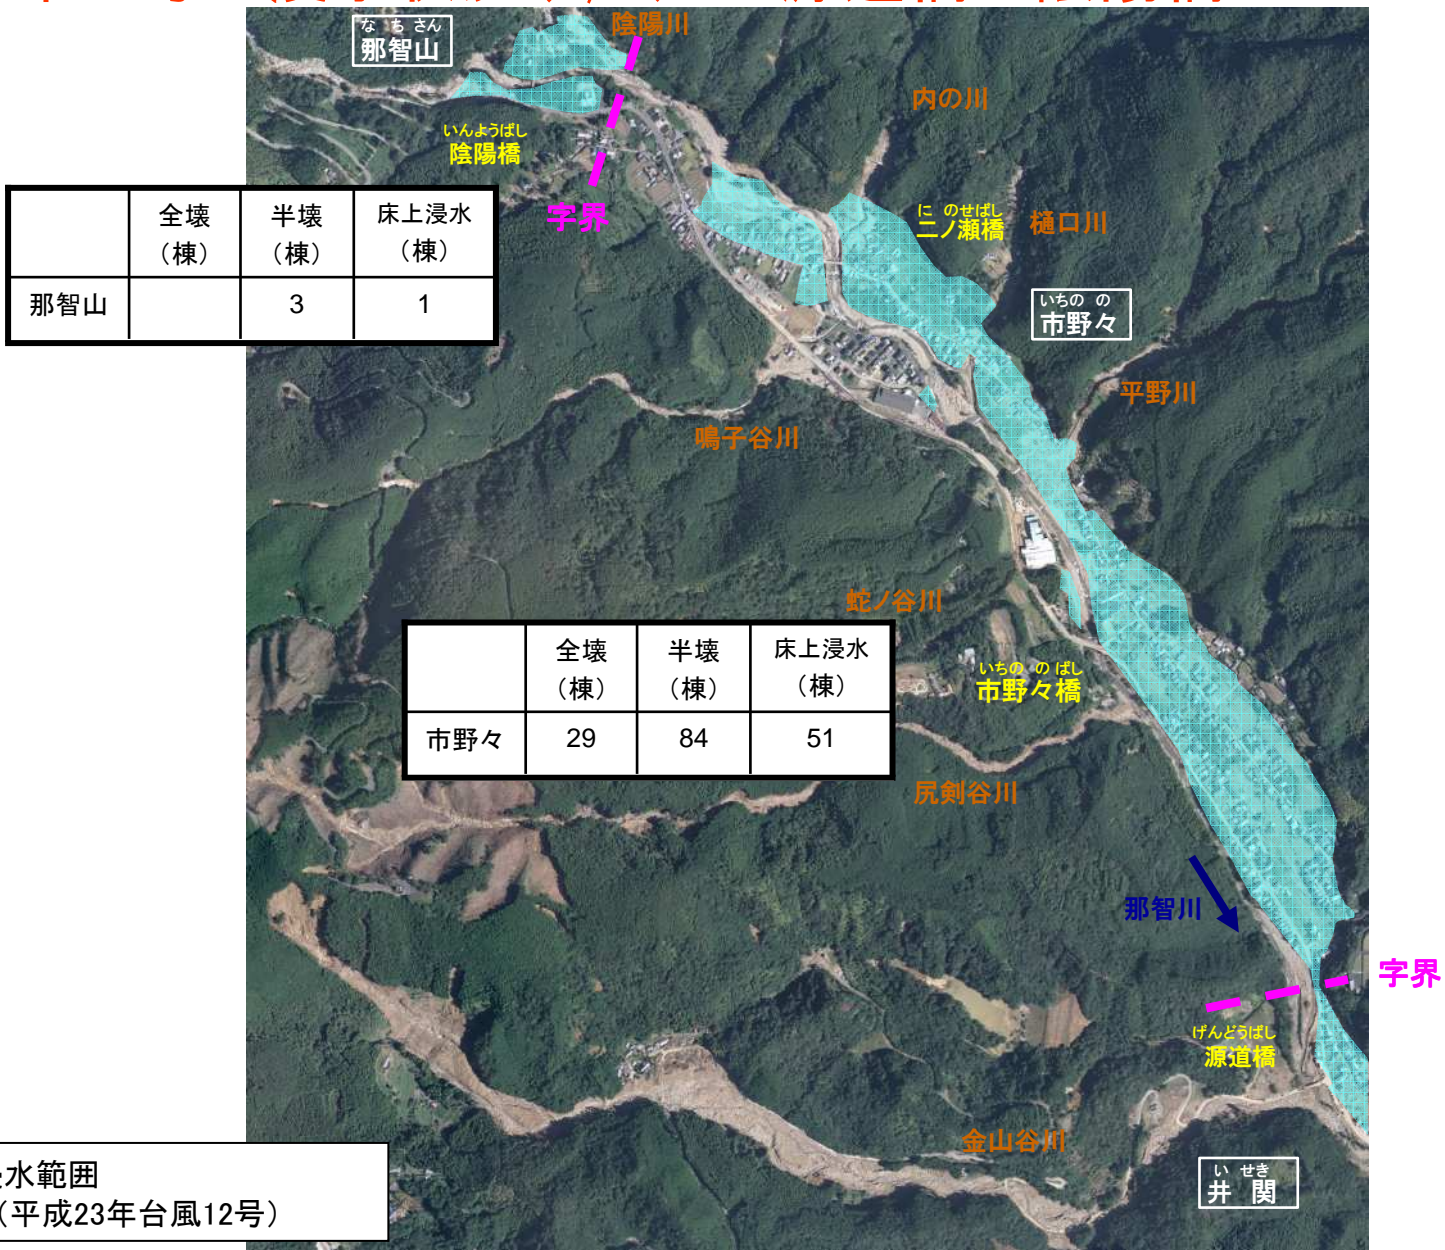 陰陽川
な ち さん
那智山
内の川
いんようばし
陰陽橋
字界
に のせばし
二ノ瀬橋
樋口川
全壊
（棟）
半壊
（棟）
床上浸水
（棟）
那智山 3 1
いちの の
市野々
平野川
鳴子谷川
蛇ノ谷川
全壊
（棟）
半壊
（棟）
床上浸水
（棟）
市野々 29 84 51
いちの の ばし
市野々橋
尻剣谷川
那智川
字界
げんどうばし
源道橋
金山谷川
い せき
井 関
水範囲
（平成23年台風12号）